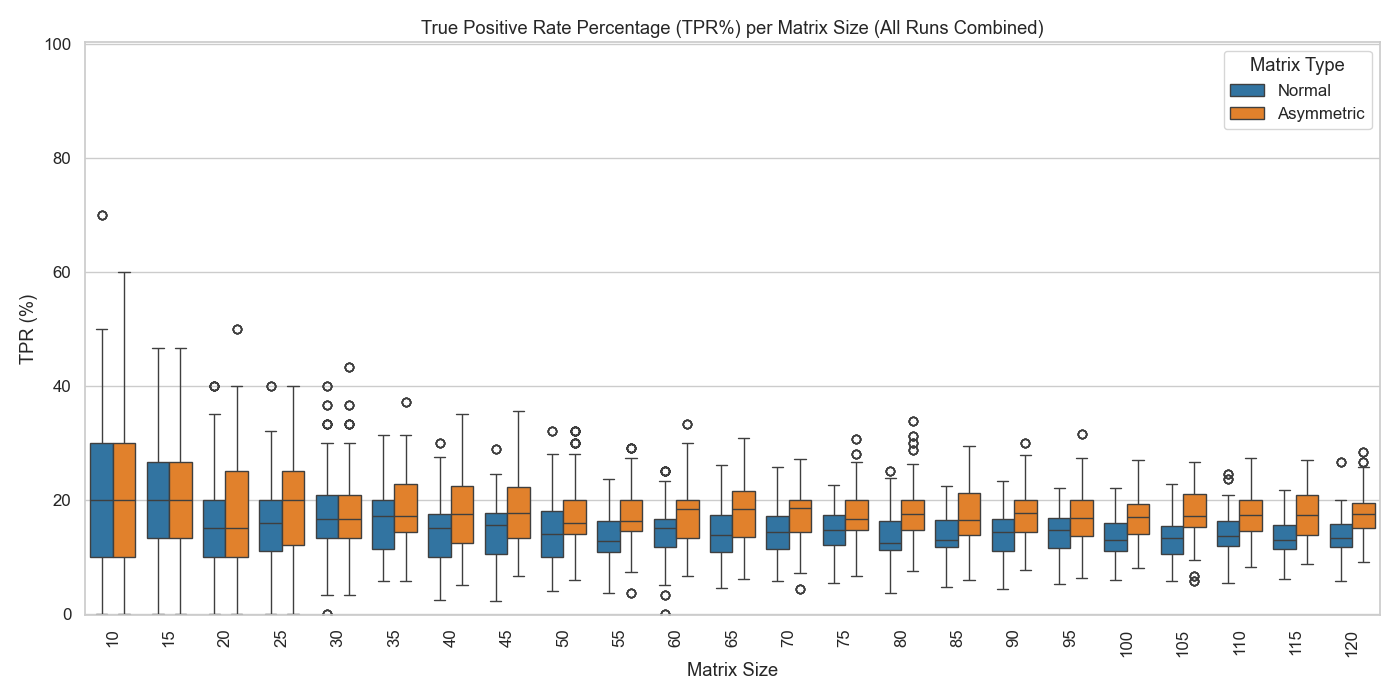 True Positive Rate Percentage (TPR%) per Matrix Size (All Runs Combined)
Matrix Type
Normal
Asymmetric
TPR (%)
100
80
60
40
20
0
10 15 20 25 30 35 40 45 50 55 60 65 70 75 80 85 90 95 100 105 110 115 120
Matrix Size